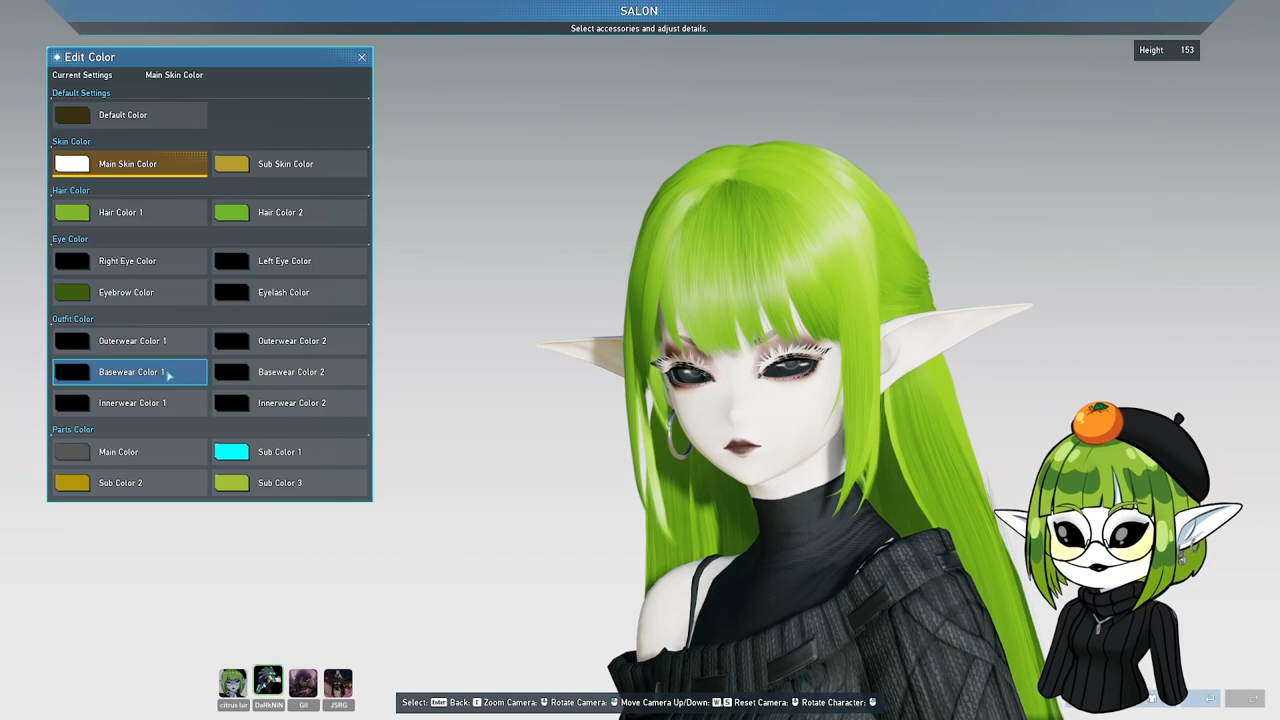 SALON
Select accessories and adjust details.
Edit Color
Height 153
Current Settings Main Skin Color
Default Settings
Default Color
Skin Color
Main Skin Color Sub Skin Color
Hair Color
Hair Color 1 Hair Color 2
Eye Color
Right Eye Color Left Eye Color
Eyebrow Color Eyelash Color
Outfit Color
Outerwear Color 1 Outerwear Color 2
Basewear Color 1 Basewear Color 2
Innerwear Color 1 Innerwear Color 2
Parts Color
Main Color Sub Color 1
Sub Color 2 Sub Color 3
citrus lur DaRkNiN Gil JSRG
Select: Enter Back: E Zoom Camera: Rotate Camera: Move Camera Up/Down: W, S Reset Camera: Rotate Character: